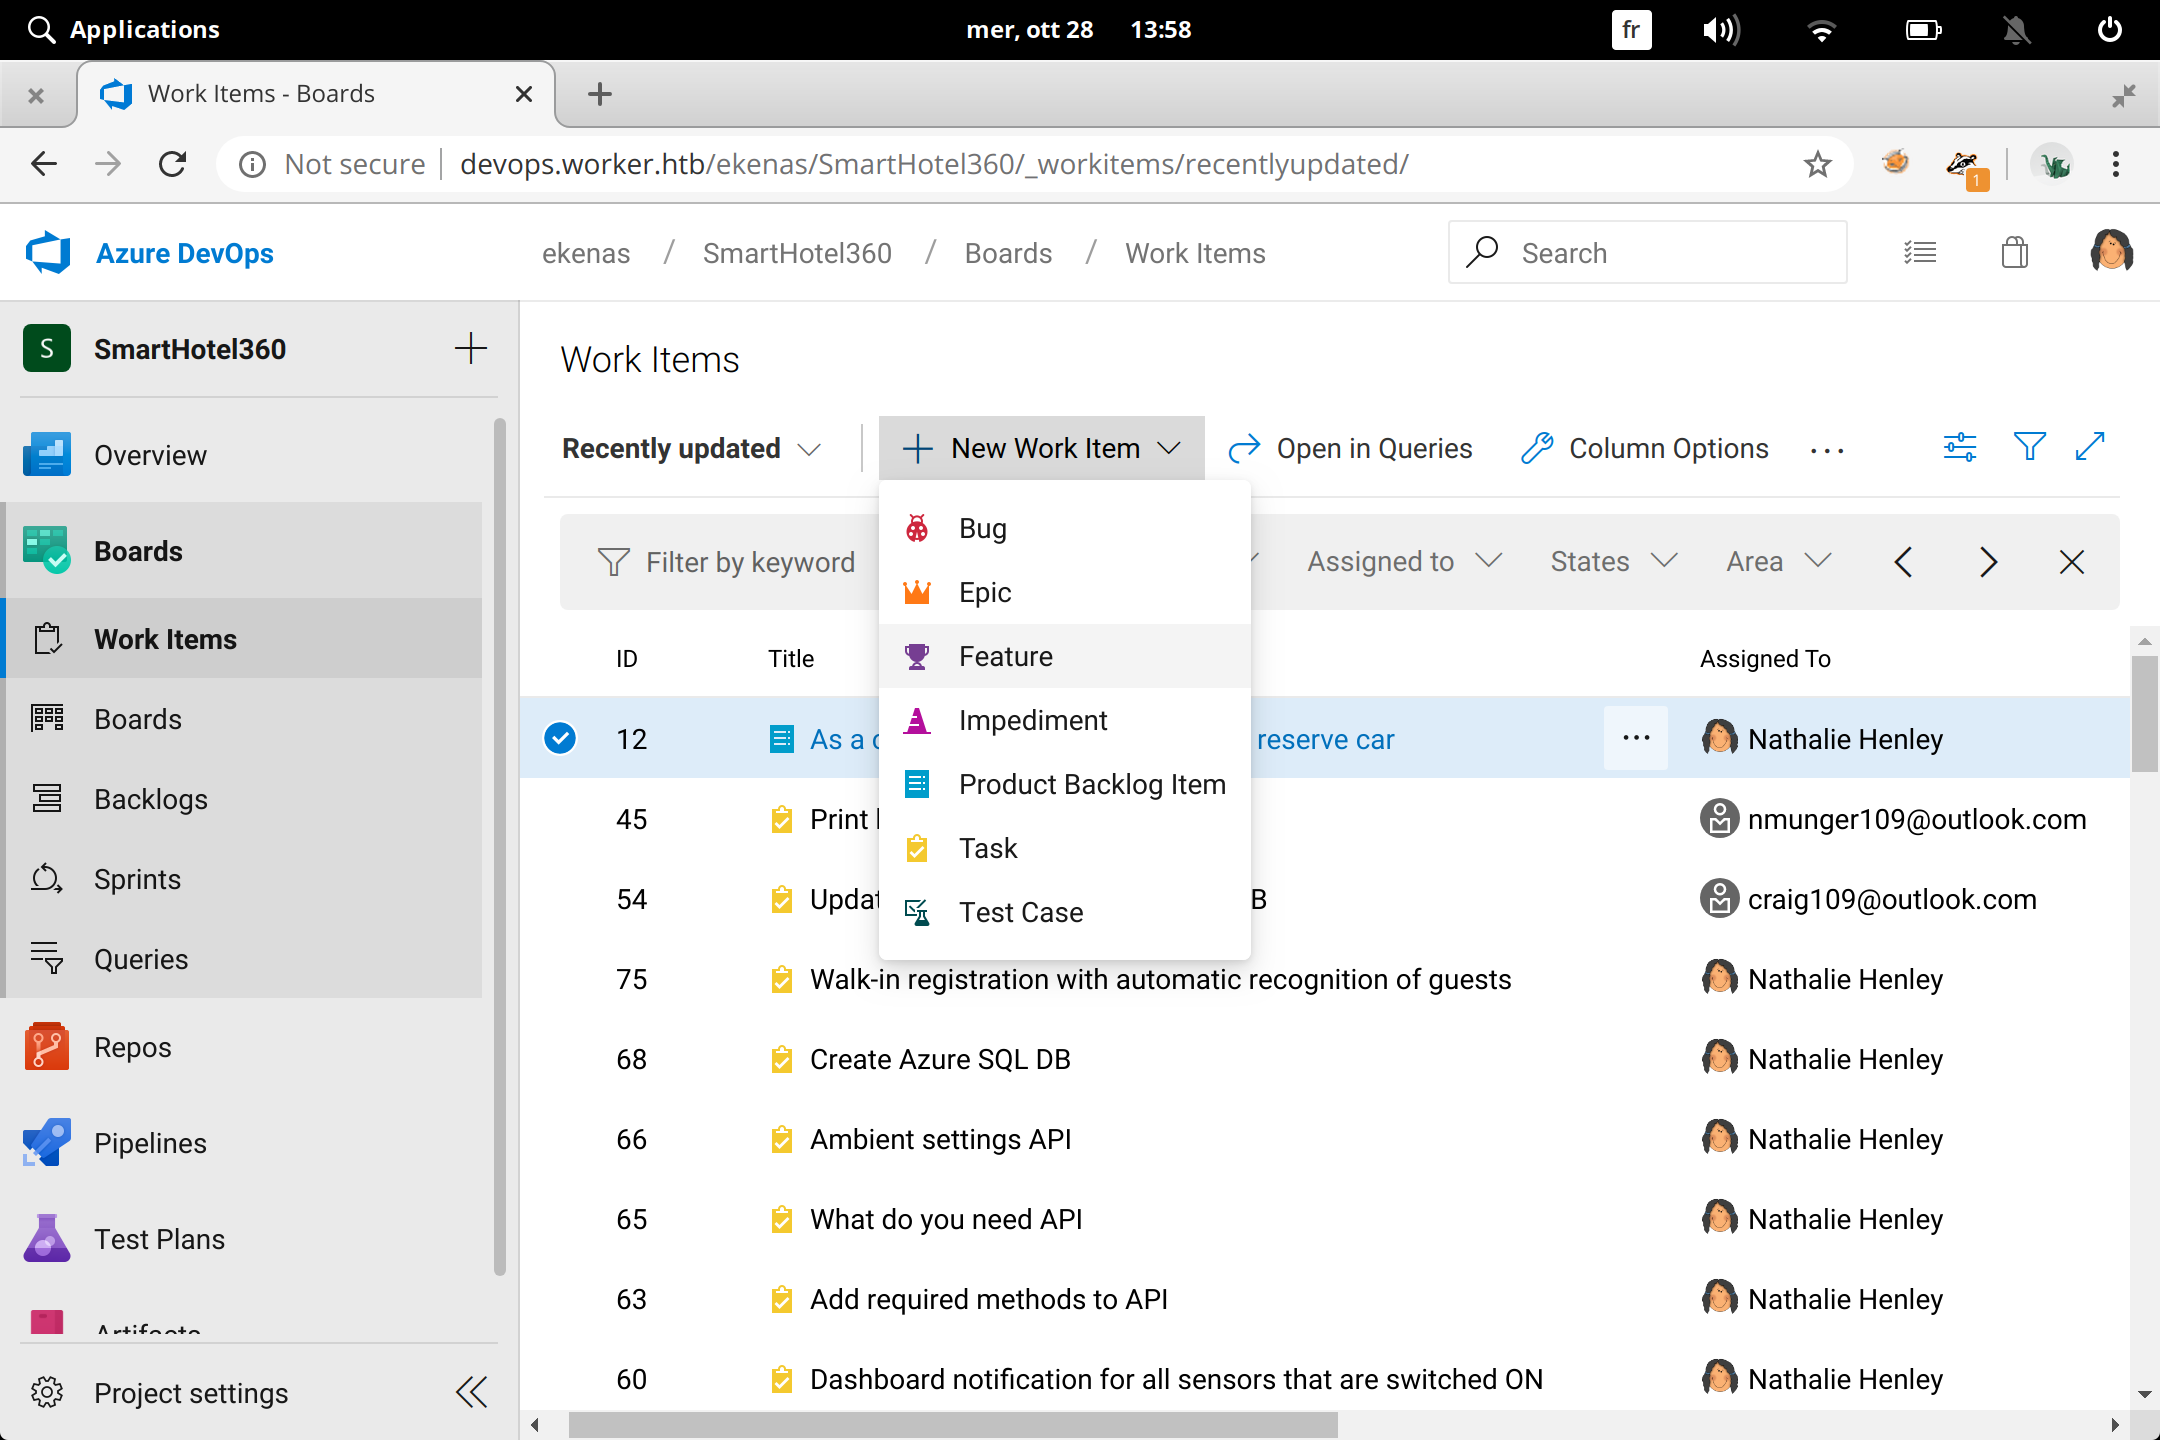 Applications
mer, ott 28 13:58
fr
Work Items - Boards
Not secure
devops.worker.htb/ekenas/SmartHotel360/_workitems/recentlyupdated/
1
Azure DevOps
ekenas / SmartHotel360 / Boards / Work Items
Search
S SmartHotel360
Overview
Boards
Work Items
Boards
Backlogs
Sprints
Queries
Repos
Pipelines
Test Plans
Artifacts
Project settings
Work Items
Recently updated
New Work Item
Open in Queries
Column Options
Bug
Epic
Feature
Impediment
Product Backlog Item
Task
Test Case
Filter by keyword
Assigned to
States
Area
ID Title Assigned To
12 As a reserve car Nathalie Henley
45 Print nmunger109@outlook.com
54 B craig109@outlook.com
75 Walk-in registration with automatic recognition of guests Nathalie Henley
68 Create Azure SQL DB Nathalie Henley
66 Ambient settings API Nathalie Henley
65 What do you need API Nathalie Henley
63 Add required methods to API Nathalie Henley
60 Dashboard notification for all sensors that are switched ON Nathalie Henley